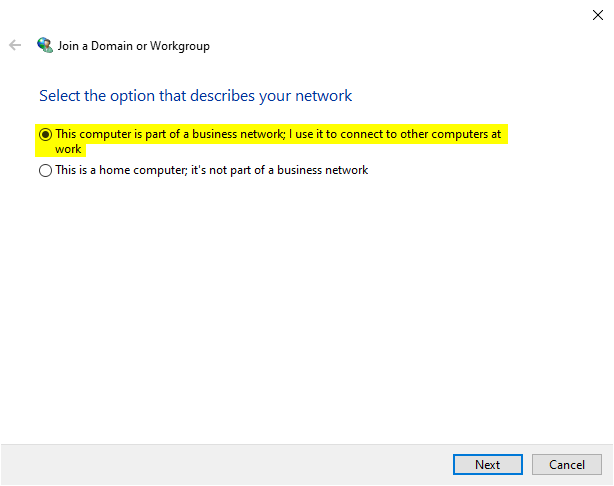 Join a Domain or Workgroup
Select the option that describes your network
This computer is part of a business network; I use it to connect to other computers at
work
This is a home computer; it's not part of a business network
Next
Cancel